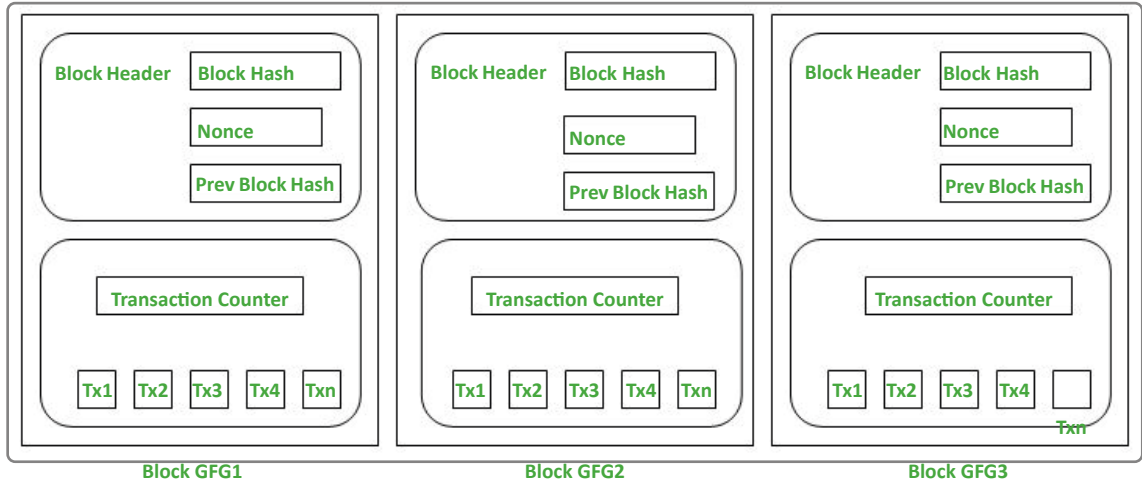 Block Header Block Hash
Nonce
Prev Block Hash
Transaction Counter
Tx1 Tx2 Tx3 Tx4 Txn
Block GFG1
Block Header Block Hash
Nonce
Prev Block Hash
Transaction Counter
Tx1 Tx2 Tx3 Tx4 Txn
Block GFG2
Block Header Block Hash
Nonce
Prev Block Hash
Transaction Counter
Tx1 Tx2 Tx3 Tx4
Txn
Block GFG3